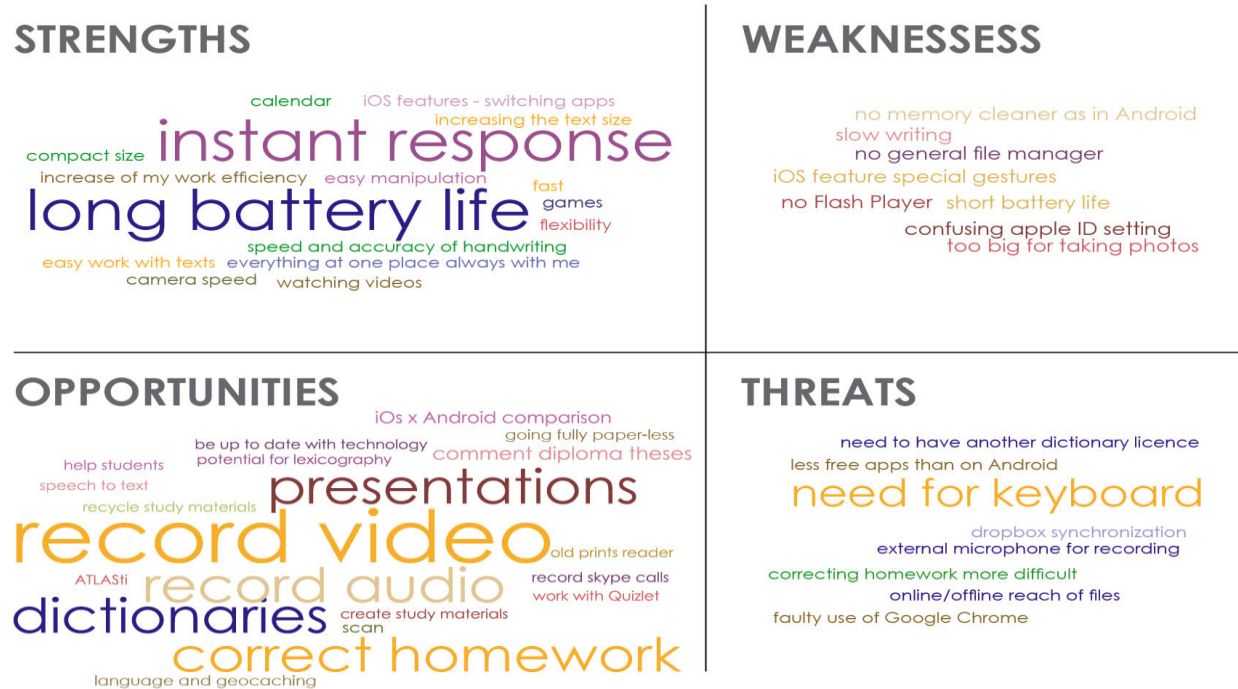 STRENGTHS
calendar
iOS features - switching apps
increasing the text size
instant response
compact size
increase of my work efficiency
easy manipulation
fast
long battery life
games
flexibility
speed and accuracy of handwriting
easy work with texts
everything at one place always with me
camera speed
watching videos
WEAKNESSESS
no memory cleaner as in Android
slow writing
no general file manager
iOS feature special gestures
no Flash Player
short battery life
confusing apple ID setting
too big for taking photos
OPPORTUNITIES
iOs x Android comparison
going fully paper-less
be up to date with technology
comment diploma theses
potential for lexicography
help students
presentations
speech to text
recycle study materials
record video
old prints reader
ATLASti
record audio
record skype calls
work with Quizlet
dictionaries
create study materials
scan
correct homework
language and geocaching
THREATS
need to have another dictionary licence
less free apps than on Android
need for keyboard
dropbox synchronization
external microphone for recording
correcting homework more difficult
online/offline reach of files
faulty use of Google Chrome